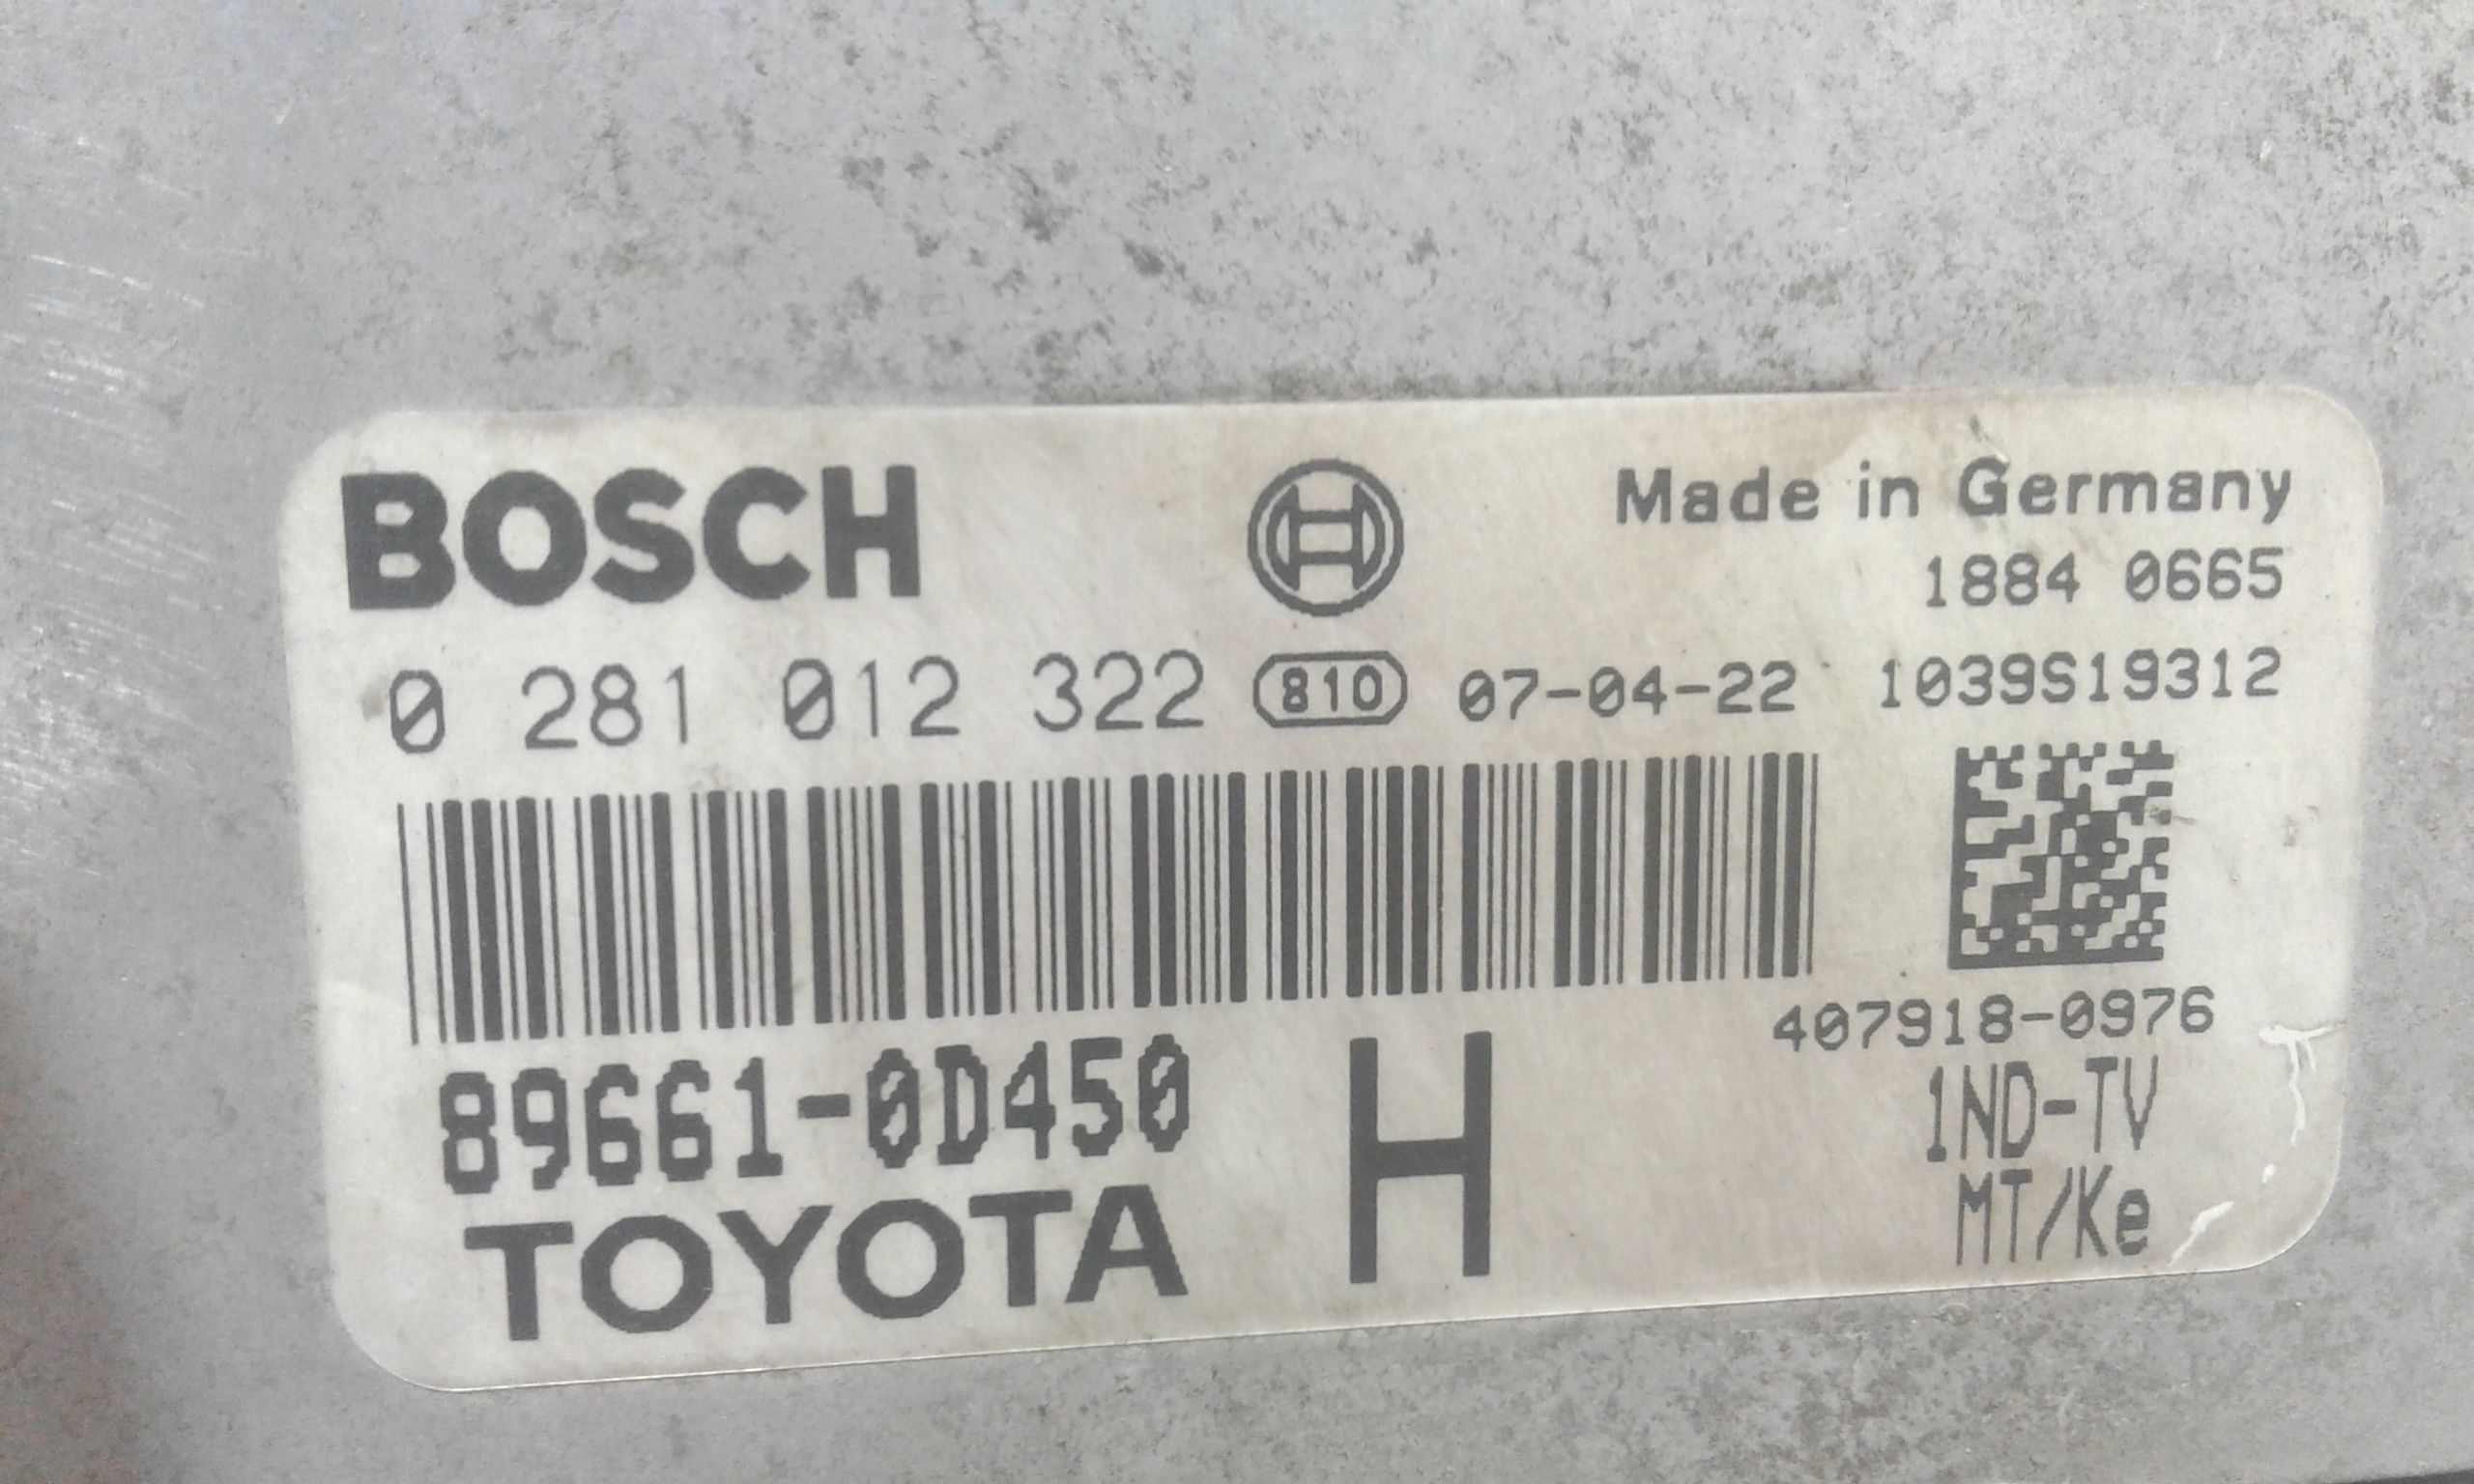 BOSCH
Made in Germany
1884 0665
0 281 012 322 810 07-04-22 1039S19312
407918-0976
89661-0D450 H 1ND-TV
TOYOTA MT/Ke